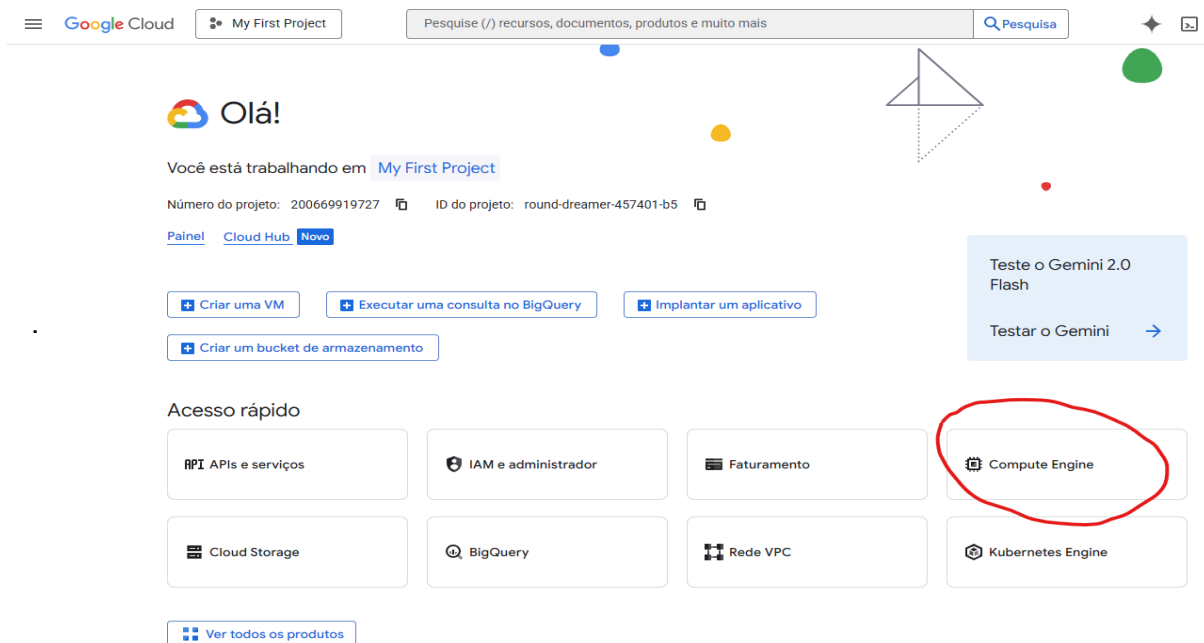 Google Cloud My First Project Pesquise (/) recursos, documentos, produtos e muito mais Pesquisa
Olá!
Você está trabalhando em My First Project
Número do projeto: 200669919727 ID do projeto: round-dreamer-457401-b5
Painel Cloud Hub Novo
Teste o Gemini 2.0
Flash
Testar o Gemini
Criar uma VM Executar uma consulta no BigQuery Implantar um aplicativo
Criar um bucket de armazenamento
Acesso rápido
API APIs e serviços IAM e administrador Faturamento Compute Engine
Cloud Storage BigQuery Rede VPC Kubernetes Engine
Ver todos os produtos